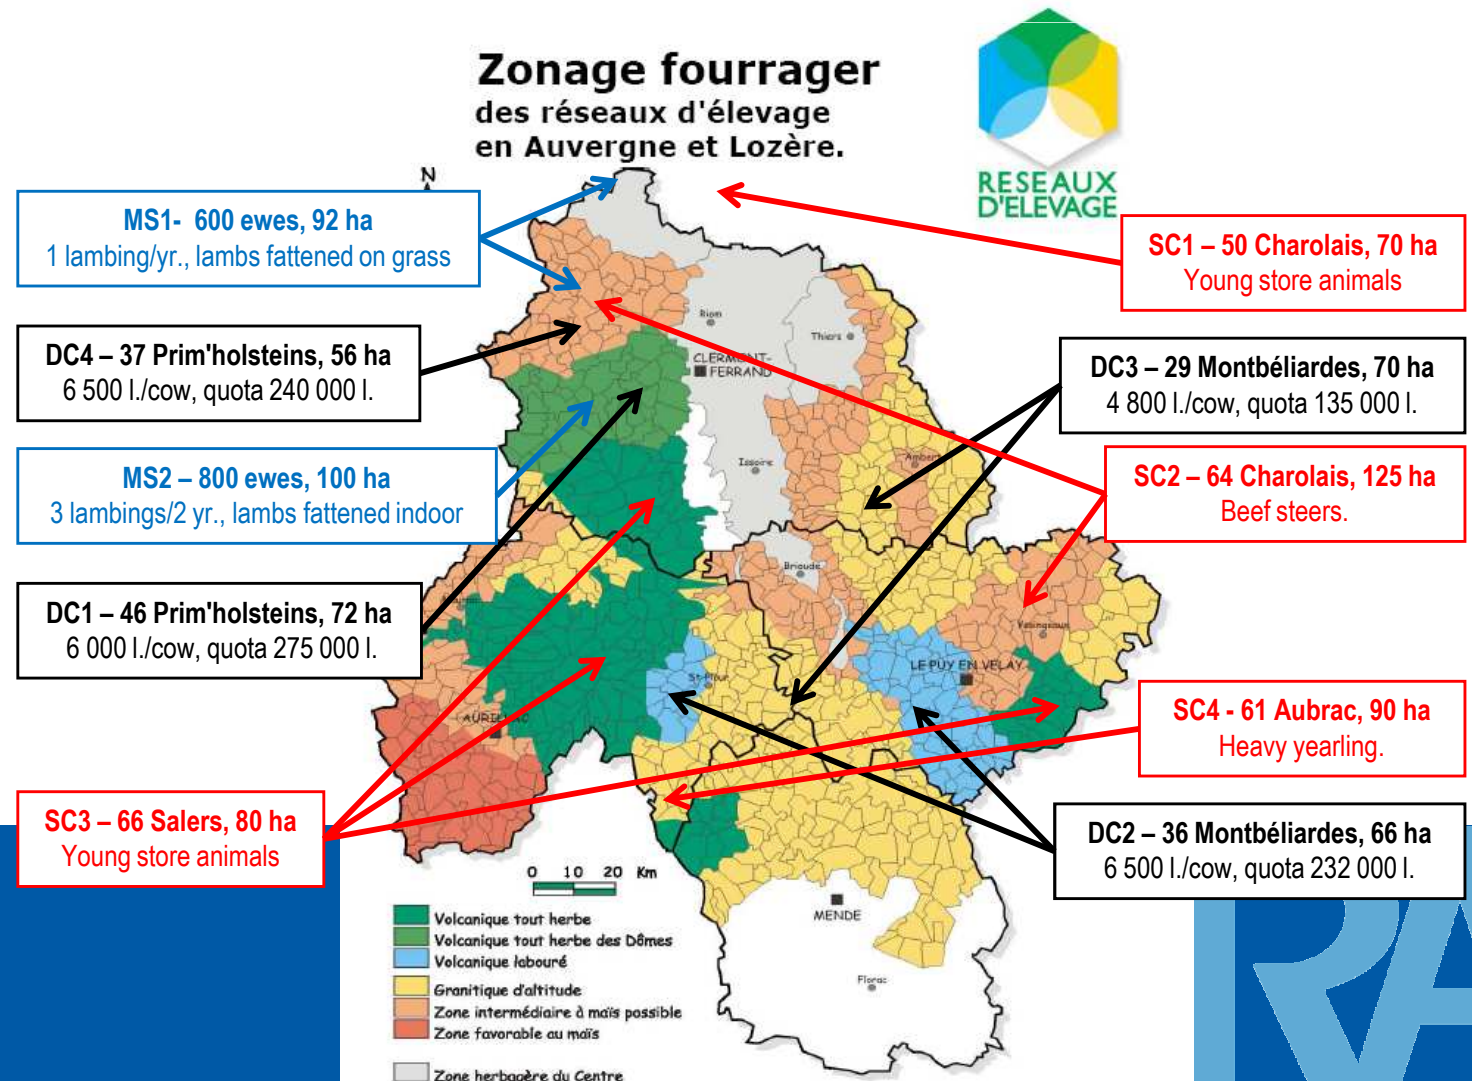 Zonage fourrager
des réseaux d'élevage
en Auvergne et Lozère.
RESEAUX
D'ELEVAGE
N
MS1- 600 ewes, 92 ha
1 lambing/yr., lambs fattened on grass
SC1 – 50 Charolais, 70 ha
Young store animals
DC4 – 37 Prim'holsteins, 56 ha
6 500 l./cow, quota 240 000 l.
DC3 – 29 Montbéliardes, 70 ha
4 800 l./cow, quota 135 000 l.
MS2 – 800 ewes, 100 ha
3 lambings/2 yr., lambs fattened indoor
SC2 – 64 Charolais, 125 ha
Beef steers.
DC1 – 46 Prim'holsteins, 72 ha
6 000 l./cow, quota 275 000 l.
SC4 - 61 Aubrac, 90 ha
Heavy yearling.
SC3 – 66 Salers, 80 ha
Young store animals
DC2 – 36 Montbéliardes, 66 ha
6 500 l./cow, quota 232 000 l.
Riom
Thiers
CLERMONT-
FERRAND
Issoire
Ambert
Brioude
Yssingeaux
LE PUY EN VELAY
St-Flour
AURILLAC
MENDE
Florac
0 10 20 Km
Volcanique tout herbe
Volcanique tout herbe des Dômes
Volcanique labouré
Granitique d'altitude
Zone intermédiaire à maïs possible
Zone favorable au maïs
Zone herbagère du Centre